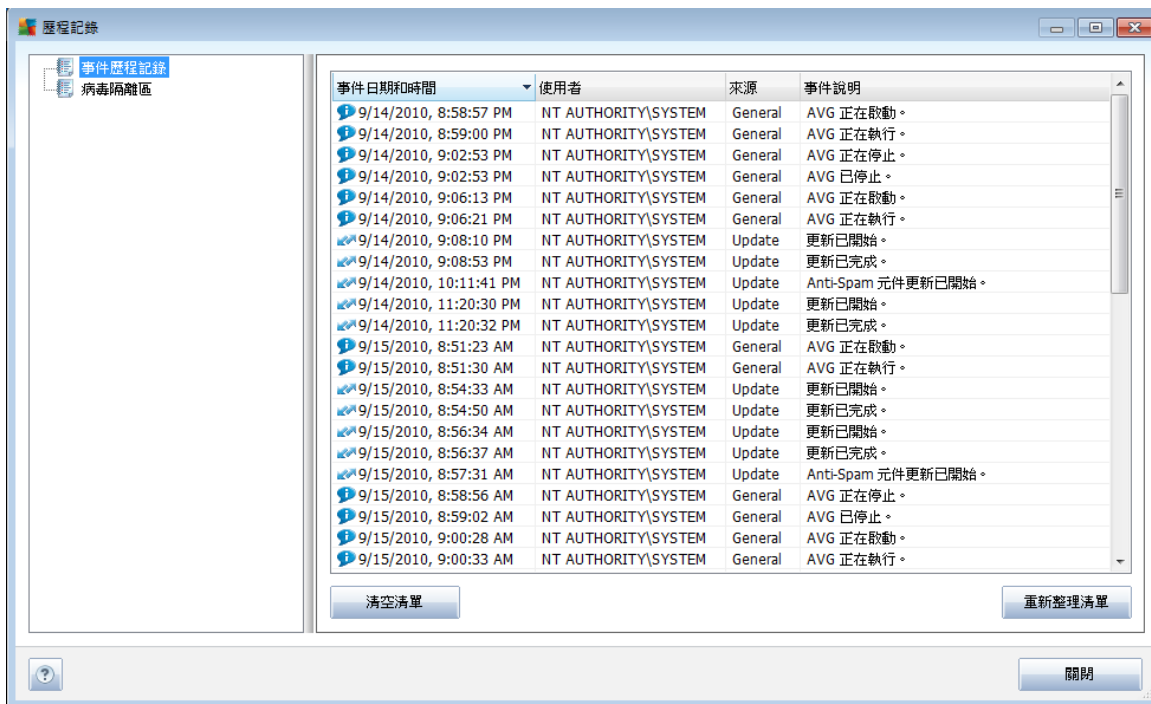 歷程記錄
事件歷程記錄
病毒隔離區
事件日期和時間 使用者 來源 事件說明
9/14/2010, 8:58:57 PM NT AUTHORITY\SYSTEM General AVG 正在啟動。
9/14/2010, 8:59:00 PM NT AUTHORITY\SYSTEM General AVG 正在執行。
9/14/2010, 9:02:53 PM NT AUTHORITY\SYSTEM General AVG 正在停止。
9/14/2010, 9:02:53 PM NT AUTHORITY\SYSTEM General AVG 已停止。
9/14/2010, 9:06:13 PM NT AUTHORITY\SYSTEM General AVG 正在啟動。
9/14/2010, 9:06:21 PM NT AUTHORITY\SYSTEM General AVG 正在執行。
9/14/2010, 9:08:10 PM NT AUTHORITY\SYSTEM Update 更新已開始。
9/14/2010, 9:08:53 PM NT AUTHORITY\SYSTEM Update 更新已完成。
9/14/2010, 10:11:41 PM NT AUTHORITY\SYSTEM Update Anti-Spam 元件更新已開始。
9/14/2010, 11:20:30 PM NT AUTHORITY\SYSTEM Update 更新已開始。
9/14/2010, 11:20:32 PM NT AUTHORITY\SYSTEM Update 更新已完成。
9/15/2010, 8:51:23 AM NT AUTHORITY\SYSTEM General AVG 正在啟動。
9/15/2010, 8:51:30 AM NT AUTHORITY\SYSTEM General AVG 正在執行。
9/15/2010, 8:54:33 AM NT AUTHORITY\SYSTEM Update 更新已開始。
9/15/2010, 8:54:50 AM NT AUTHORITY\SYSTEM Update 更新已完成。
9/15/2010, 8:56:34 AM NT AUTHORITY\SYSTEM Update 更新已開始。
9/15/2010, 8:56:37 AM NT AUTHORITY\SYSTEM Update 更新已完成。
9/15/2010, 8:57:31 AM NT AUTHORITY\SYSTEM Update Anti-Spam 元件更新已開始。
9/15/2010, 8:58:56 AM NT AUTHORITY\SYSTEM General AVG 正在停止。
9/15/2010, 8:59:02 AM NT AUTHORITY\SYSTEM General AVG 已停止。
9/15/2010, 9:00:28 AM NT AUTHORITY\SYSTEM General AVG 正在啟動。
9/15/2010, 9:00:33 AM NT AUTHORITY\SYSTEM General AVG 正在執行。
清空清單 重新整理清單
關閉